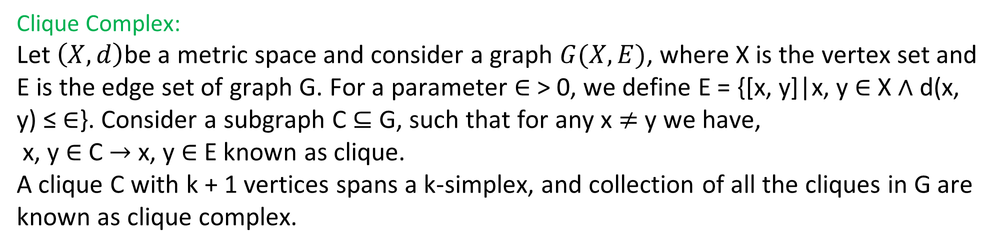 Clique Complex:
Let (X, d)be a metric space and consider a graph G(X, E), where X is the vertex set and
E is the edge set of graph G. For a parameter ∈ > 0, we define E = {[x, y]|x, y ∈ X ∧ d(x,
y) ≤ ∈}. Consider a subgraph C ⊆ G, such that for any x ≠ y we have,
x, y ∈ C → x, y ∈ E known as clique.
A clique C with k + 1 vertices spans a k-simplex, and collection of all the cliques in G are
known as clique complex.